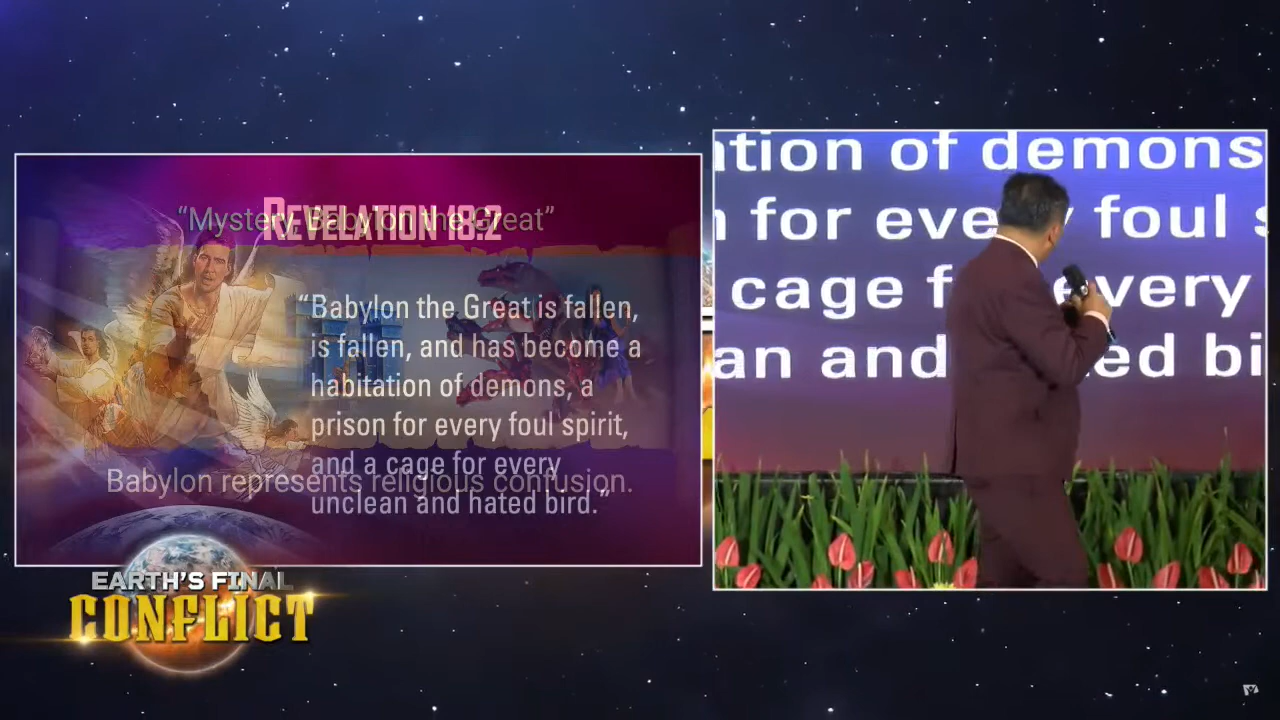 "Mystery, Babylon the Great"
REVELATION 18:2
"Babylon the Great is fallen,
is fallen, and has become a
habitation of demons, a
prison for every foul spirit,
and a cage for every
Babylon represents religious confusion.
unclean and hated bird."
EARTH'S FINAL
CONFLICT
tion of demons
for every foul
cage f every
an and ed bi